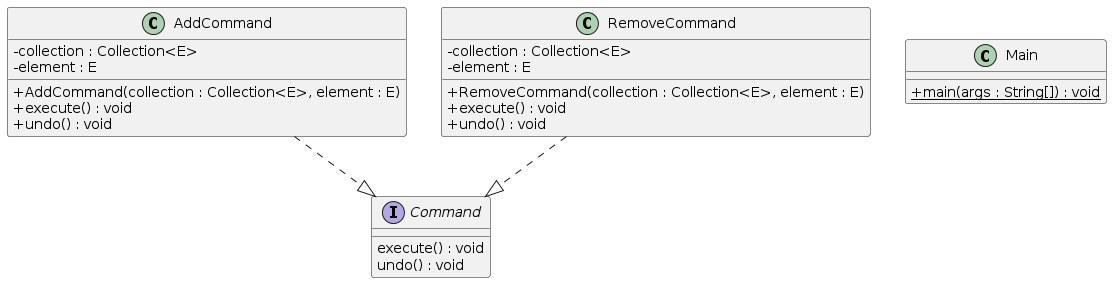 C AddCommand
-collection : Collection<E>
-element : E
+AddCommand(collection : Collection<E>, element : E)
+execute() : void
+undo() : void
C RemoveCommand
-collection : Collection<E>
-element : E
+RemoveCommand(collection : Collection<E>, element : E)
+execute() : void
+undo() : void
C Main
+main(args : String[]) : void
I Command
execute() : void
undo() : void